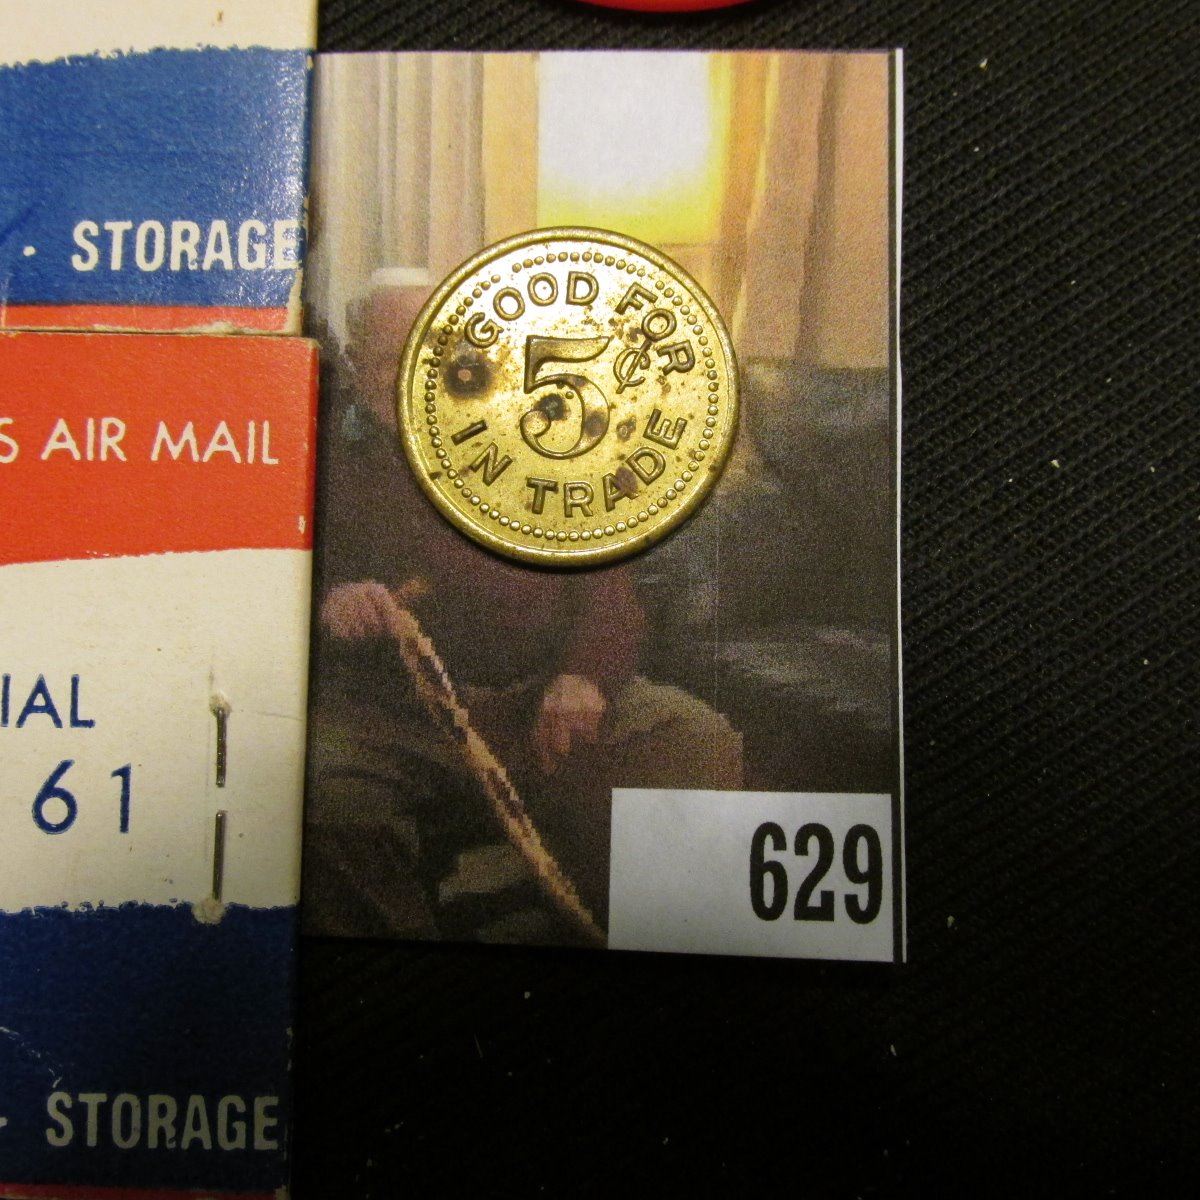 · STORAGE
S AIR MAIL
IAL
61
STORAGE
GOOD FOR
5¢
IN TRADE
629